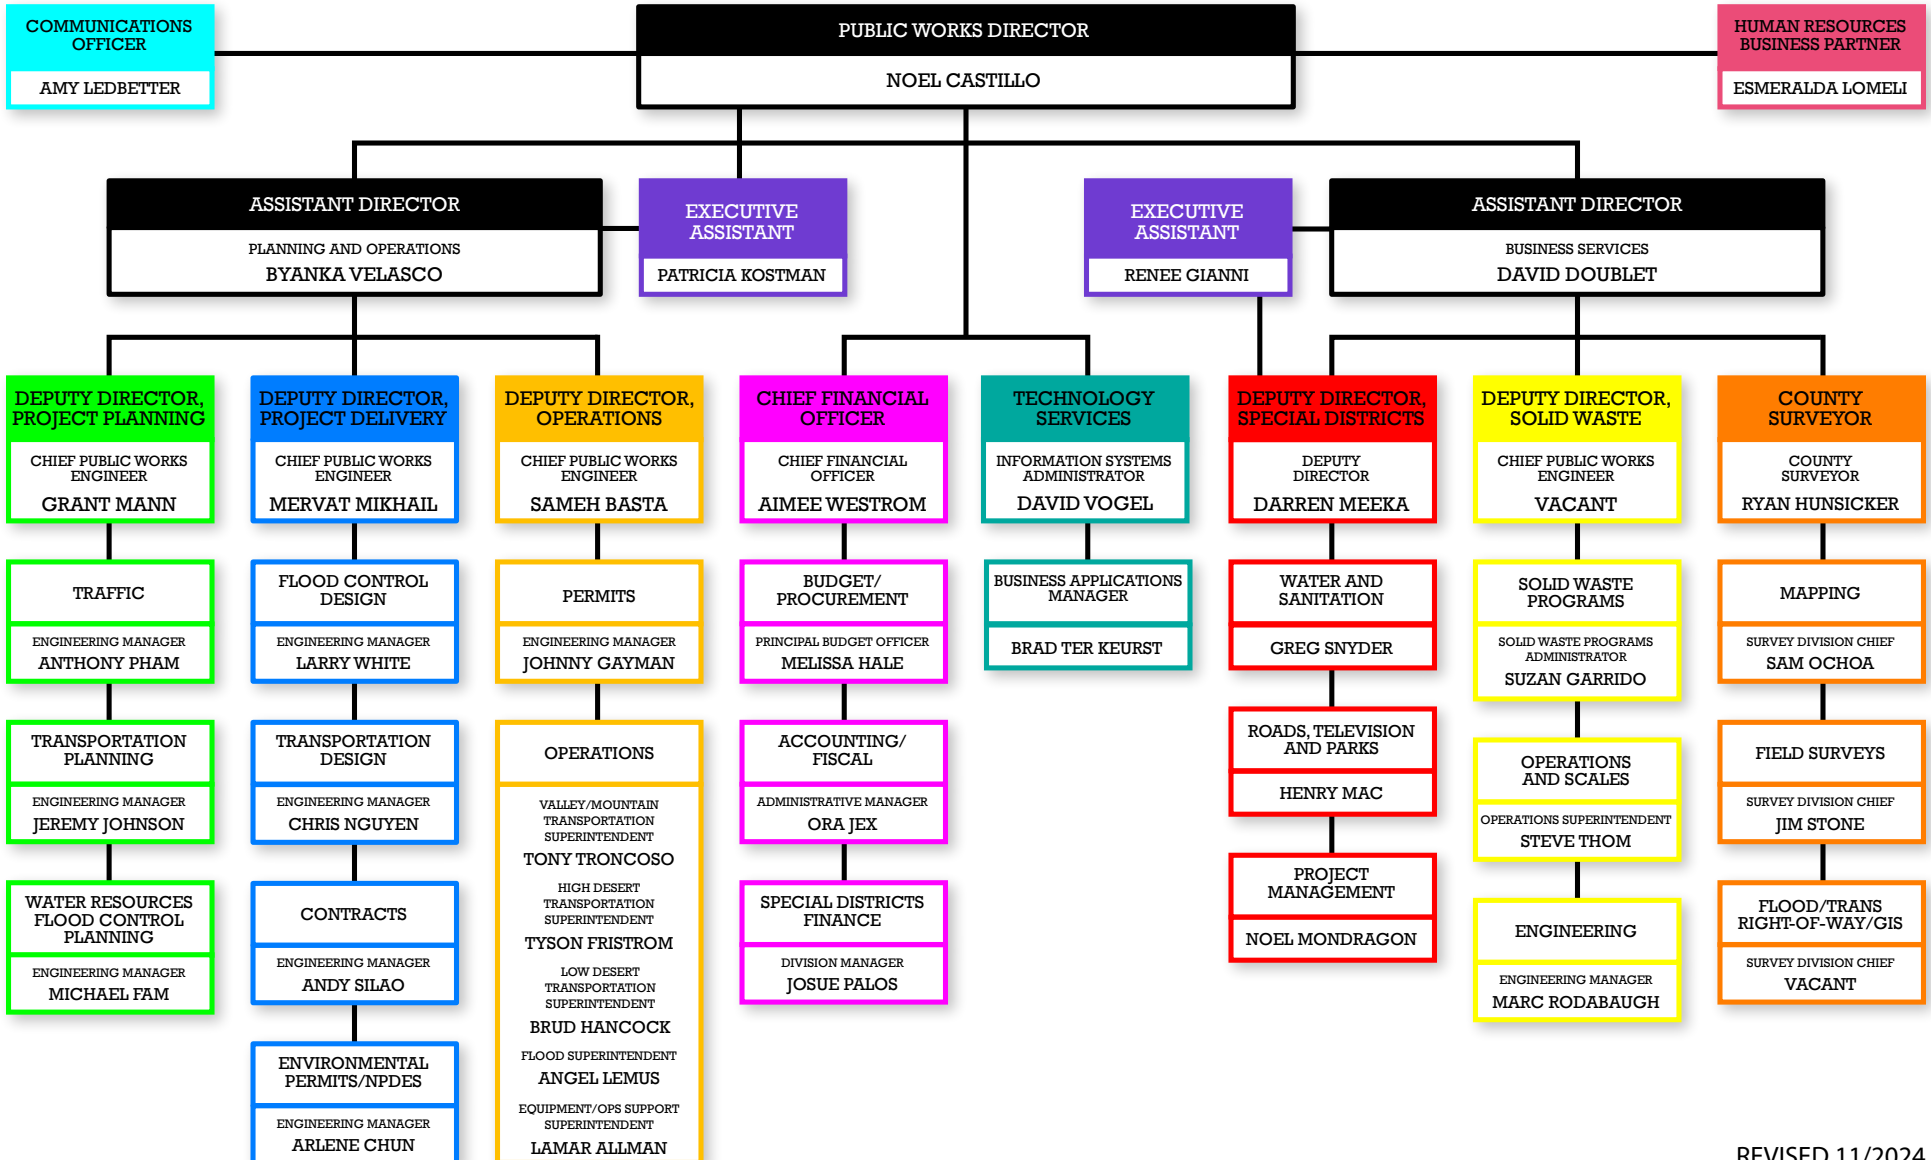 COMMUNICATIONS
OFFICER
AMY LEDBETTER
PUBLIC WORKS DIRECTOR
NOEL CASTILLO
HUMAN RESOURCES
BUSINESS PARTNER
ESMERALDA LOMELI
ASSISTANT DIRECTOR
PLANNING AND OPERATIONS
BYANKA VELASCO
EXECUTIVE
ASSISTANT
PATRICIA KOSTMAN
EXECUTIVE
ASSISTANT
RENEE GIANNI
ASSISTANT DIRECTOR
BUSINESS SERVICES
DAVID DOUBLET
DEPUTY DIRECTOR,
PROJECT PLANNING
CHIEF PUBLIC WORKS
ENGINEER
GRANT MANN
TRAFFIC
ENGINEERING MANAGER
ANTHONY PHAM
TRANSPORTATION
PLANNING
ENGINEERING MANAGER
JEREMY JOHNSON
WATER RESOURCES
FLOOD CONTROL
PLANNING
ENGINEERING MANAGER
MICHAEL FAM
DEPUTY DIRECTOR,
PROJECT DELIVERY
CHIEF PUBLIC WORKS
ENGINEER
MERVAT MIKHAIL
FLOOD CONTROL
DESIGN
ENGINEERING MANAGER
LARRY WHITE
TRANSPORTATION
DESIGN
ENGINEERING MANAGER
CHRIS NGUYEN
CONTRACTS
ENGINEERING MANAGER
ANDY SILAO
ENVIRONMENTAL
PERMITS/NPDES
ENGINEERING MANAGER
ARLENE CHUN
DEPUTY DIRECTOR,
OPERATIONS
CHIEF PUBLIC WORKS
ENGINEER
SAMEH BASTA
PERMITS
ENGINEERING MANAGER
JOHNNY GAYMAN
OPERATIONS
VALLEY/MOUNTAIN
TRANSPORTATION
SUPERINTENDENT
TONY TRONCOSO
HIGH DESERT
TRANSPORTATION
SUPERINTENDENT
TYSON FRISTROM
LOW DESERT
TRANSPORTATION
SUPERINTENDENT
BRUD HANCOCK
FLOOD SUPERINTENDENT
ANGEL LEMUS
EQUIPMENT/OPS SUPPORT
SUPERINTENDENT
LAMAR ALLMAN
CHIEF FINANCIAL
OFFICER
CHIEF FINANCIAL
OFFICER
AIMEE WESTROM
BUDGET/
PROCUREMENT
PRINCIPAL BUDGET OFFICER
MELISSA HALE
ACCOUNTING/
FISCAL
ADMINISTRATIVE MANAGER
ORA JEX
SPECIAL DISTRICTS
FINANCE
DIVISION MANAGER
JOSUE PALOS
TECHNOLOGY
SERVICES
INFORMATION SYSTEMS
ADMINISTRATOR
DAVID VOGEL
BUSINESS APPLICATIONS
MANAGER
BRAD TER KEURST
DEPUTY DIRECTOR,
SPECIAL DISTRICTS
DEPUTY
DIRECTOR
DARREN MEEKA
WATER AND
SANITATION
GREG SNYDER
ROADS, TELEVISION
AND PARKS
HENRY MAC
PROJECT
MANAGEMENT
NOEL MONDRAGON
DEPUTY DIRECTOR,
SOLID WASTE
CHIEF PUBLIC WORKS
ENGINEER
VACANT
SOLID WASTE
PROGRAMS
SOLID WASTE PROGRAMS
ADMINISTRATOR
SUZAN GARRIDO
OPERATIONS
AND SCALES
OPERATIONS SUPERINTENDENT
STEVE THOM
ENGINEERING
ENGINEERING MANAGER
MARC RODABAUGH
COUNTY
SURVEYOR
COUNTY
SURVEYOR
RYAN HUNSICKER
MAPPING
SURVEY DIVISION CHIEF
SAM OCHOA
FIELD SURVEYS
SURVEY DIVISION CHIEF
JIM STONE
FLOOD/TRANS
RIGHT-OF-WAY/GIS
SURVEY DIVISION CHIEF
VACANT
REVISED 11/2024